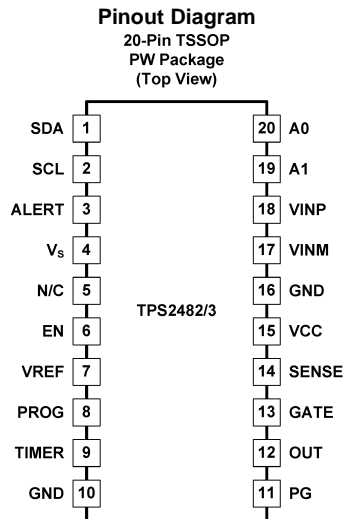 Pinout Diagram
20-Pin TSSOP
PW Package
(Top View)
SDA 1 20 A0
SCL 2 19 A1
ALERT 3 18 VINP
VS 4 17 VINM
N/C 5 16 GND
TPS2482/3
EN 6 15 VCC
VREF 7 14 SENSE
PROG 8 13 GATE
TIMER 9 12 OUT
GND 10 11 PG